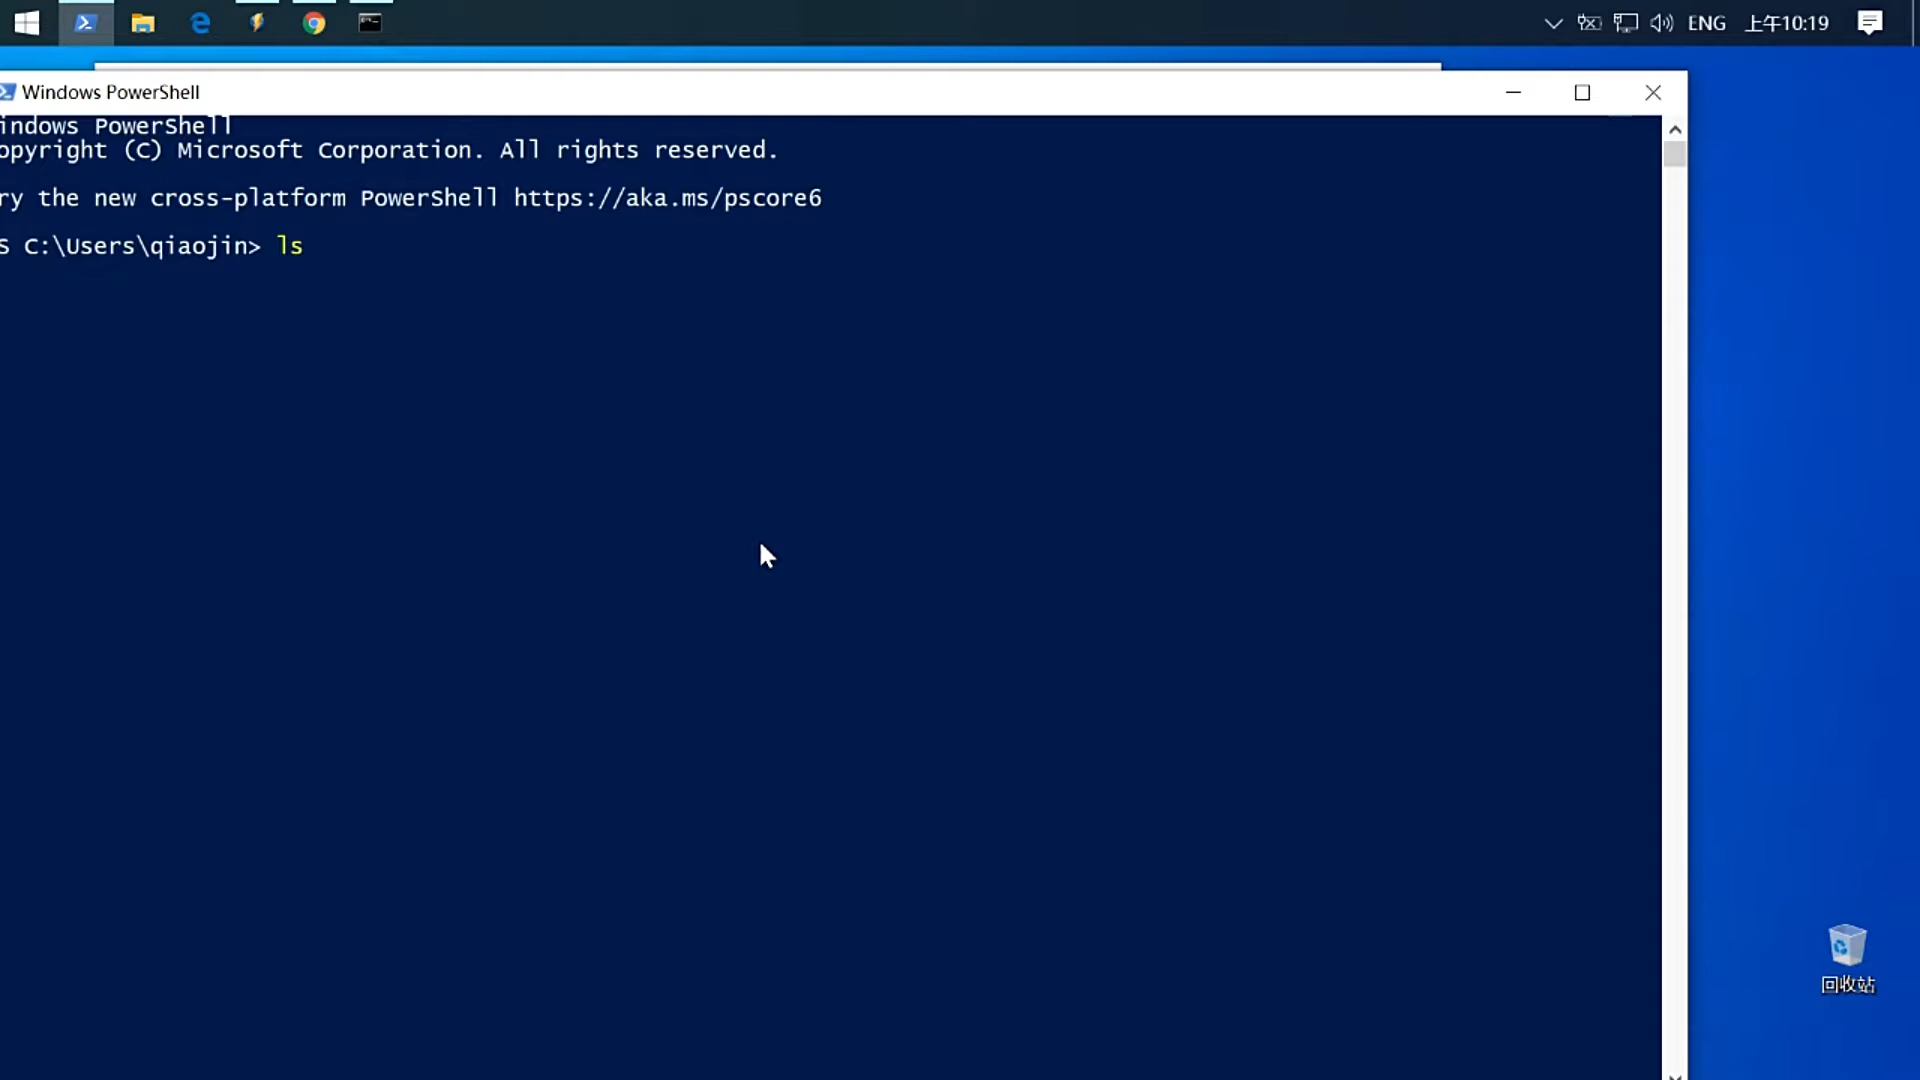 ENG 上午10:19
Windows PowerShell
indows PowerShell
opyright (C) Microsoft Corporation. All rights reserved.
ry the new cross-platform PowerShell https://aka.ms/pscore6
S C:\Users\qiaojin> ls
回收站